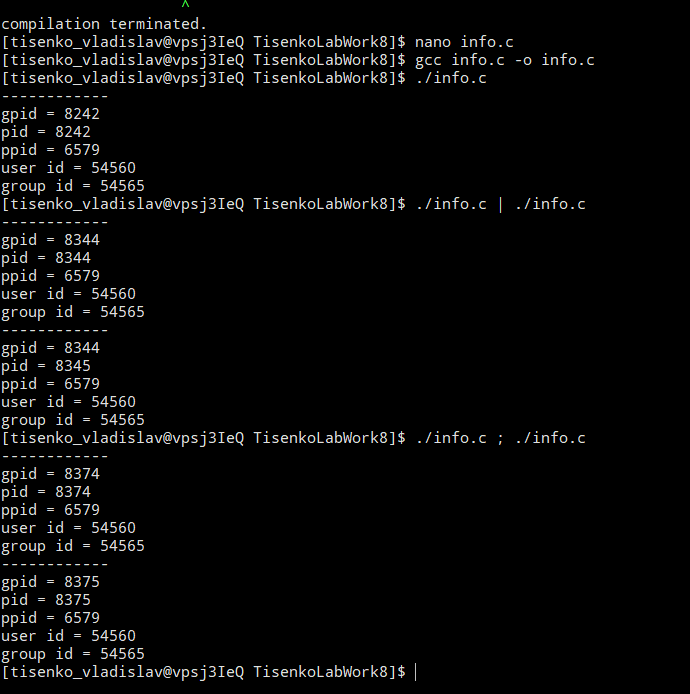 ^
compilation terminated.
[tisenko_vladislav@vpsj3IeQ TisenkoLabWork8]$ nano info.c
[tisenko_vladislav@vpsj3IeQ TisenkoLabWork8]$ gcc info.c -o info.c
[tisenko_vladislav@vpsj3IeQ TisenkoLabWork8]$ ./info.c
------------
gpid = 8242
pid = 8242
ppid = 6579
user id = 54560
group id = 54565
[tisenko_vladislav@vpsj3IeQ TisenkoLabWork8]$ ./info.c | ./info.c
------------
gpid = 8344
pid = 8344
ppid = 6579
user id = 54560
group id = 54565
------------
gpid = 8344
pid = 8345
ppid = 6579
user id = 54560
group id = 54565
[tisenko_vladislav@vpsj3IeQ TisenkoLabWork8]$ ./info.c ; ./info.c
------------
gpid = 8374
pid = 8374
ppid = 6579
user id = 54560
group id = 54565
------------
gpid = 8375
pid = 8375
ppid = 6579
user id = 54560
group id = 54565
[tisenko_vladislav@vpsj3IeQ TisenkoLabWork8]$